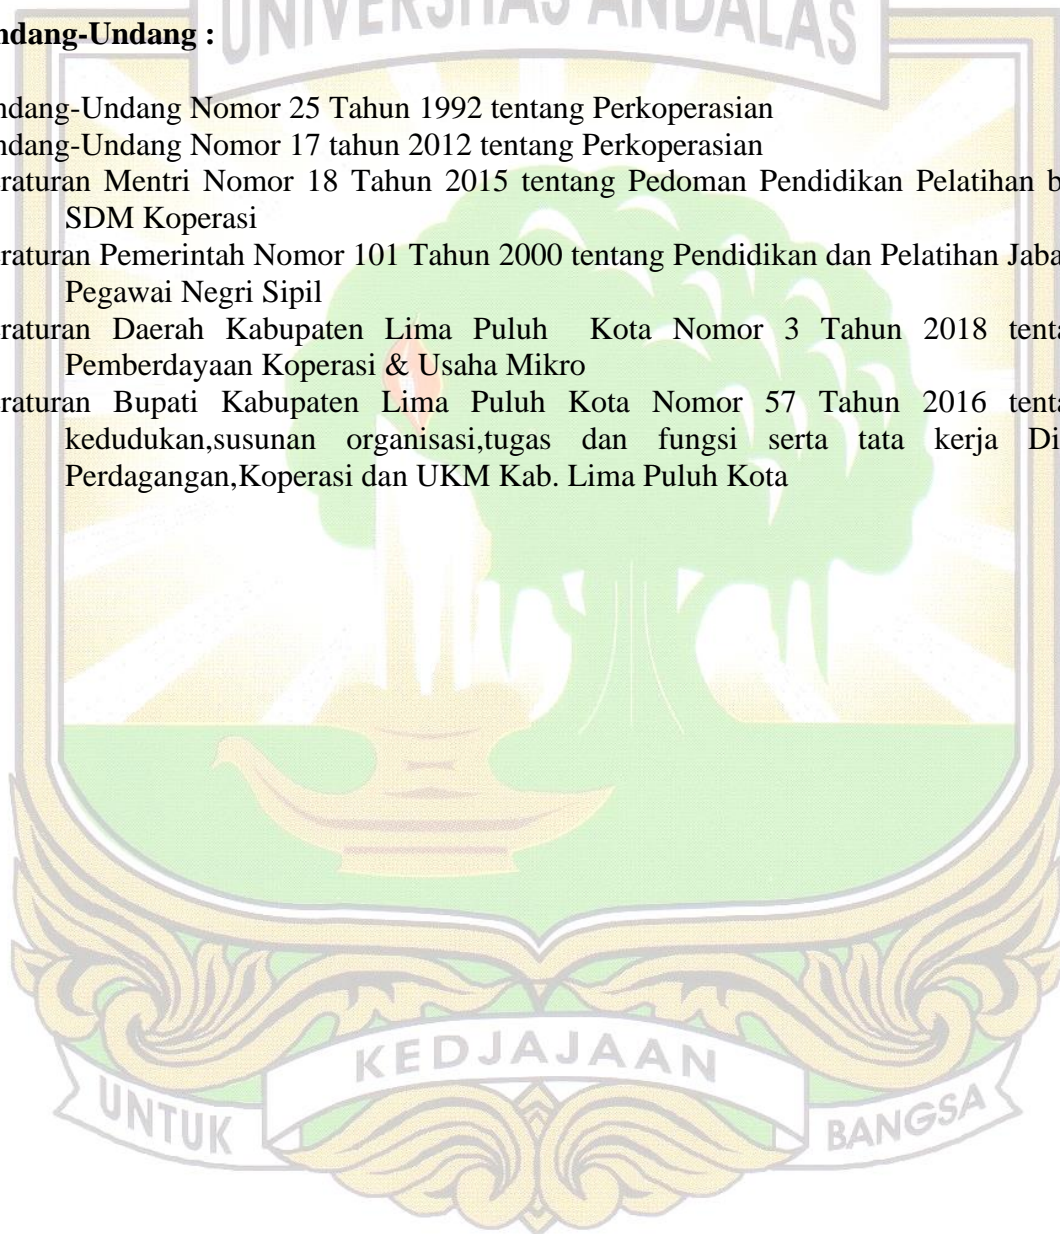 UNIVERSITAS ANDALAS
ndang-Undang :
ndang-Undang Nomor 25 Tahun 1992 tentang Perkoperasian
ndang-Undang Nomor 17 tahun 2012 tentang Perkoperasian
raturan Mentri Nomor 18 Tahun 2015 tentang Pedoman Pendidikan Pelatihan b
SDM Koperasi
raturan Pemerintah Nomor 101 Tahun 2000 tentang Pendidikan dan Pelatihan Jaba
Pegawai Negri Sipil
raturan Daerah Kabupaten Lima Puluh Kota Nomor 3 Tahun 2018 tenta
Pemberdayaan Koperasi & Usaha Mikro
raturan Bupati Kabupaten Lima Puluh Kota Nomor 57 Tahun 2016 tenta
kedudukan,susunan organisasi,tugas dan fungsi serta tata kerja Di
Perdagangan,Koperasi dan UKM Kab. Lima Puluh Kota
UNTUK KEDJAJAAN BANGSA